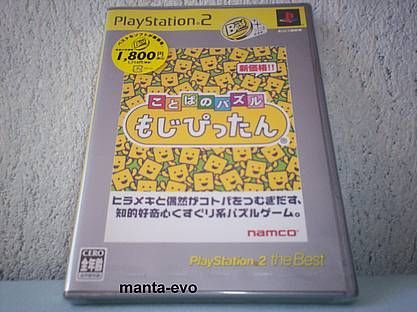 PlayStation 2
Best
PlayStation
1,800円
新価格!!
ことばのパズル
もじぴったん
ヒラメキと偶然がコトバをつむぎだす、
知的好奇心くすぐり系パズルゲーム。
namco
CERO
全年齢
PlayStation 2 the Best
manta-evo